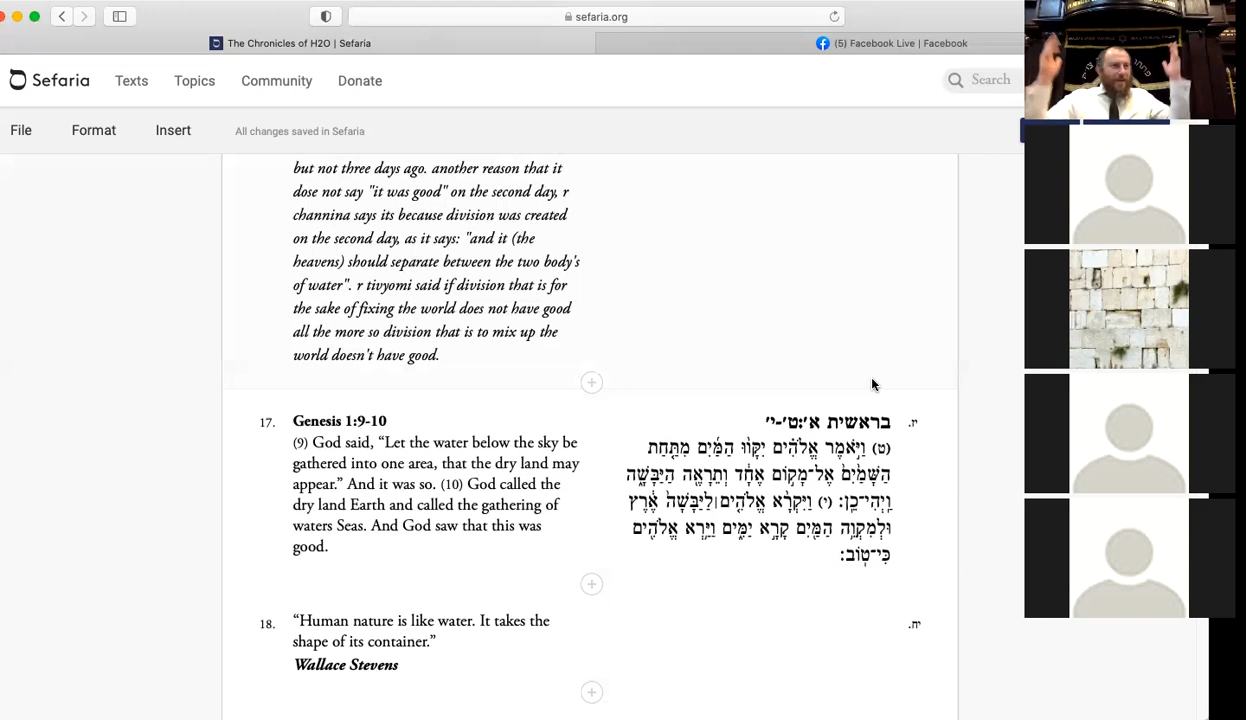 sefaria.org
The Chronicles of H2O | Sefaria
(5) Facebook Live | Facebook
Sefaria
Texts
Topics
Community
Donate
Search
File
Format
Insert
All changes saved in Sefaria
but not three days ago. another reason that it
dose not say "it was good" on the second day, r
channina says its because division was created
on the second day, as it says: "and it (the
heavens) should separate between the two body's
of water". r tivyomi said if division that is for
the sake of fixing the world does not have good
all the more so division that is to mix up the
world doesn't have good.
17.
Genesis 1:9-10
(9) God said, “Let the water below the sky be
gathered into one area, that the dry land may
appear.” And it was so. (10) God called the
dry land Earth and called the gathering of
waters Seas. And God saw that this was
good.
יז.
בראשית א׳:ט׳-י׳
(ט) וַיֹּ֣אמֶר אֱלֹהִ֗ים יִקָּו֨וּ הַמַּ֜יִם מִתַּ֤חַת
הַשָּׁמַ֙יִם֙ אֶל־מָק֣וֹם אֶחָ֔ד וְתֵרָאֶ֖ה הַיַּבָּשָׁ֑ה
וַֽיְהִי־כֵֽן׃ (י) וַיִּקְרָ֨א אֱלֹהִ֤ים ׀ לַיַּבָּשָׁה֙ אֶ֔רֶץ
וּלְמִקְוֵ֥ה הַמַּ֖יִם קָרָ֣א יַמִּ֑ים וַיַּ֥רְא אֱלֹהִ֖ים
כִּי־טֽוֹב׃
18.
“Human nature is like water. It takes the
shape of its container.”
Wallace Stevens
יח.